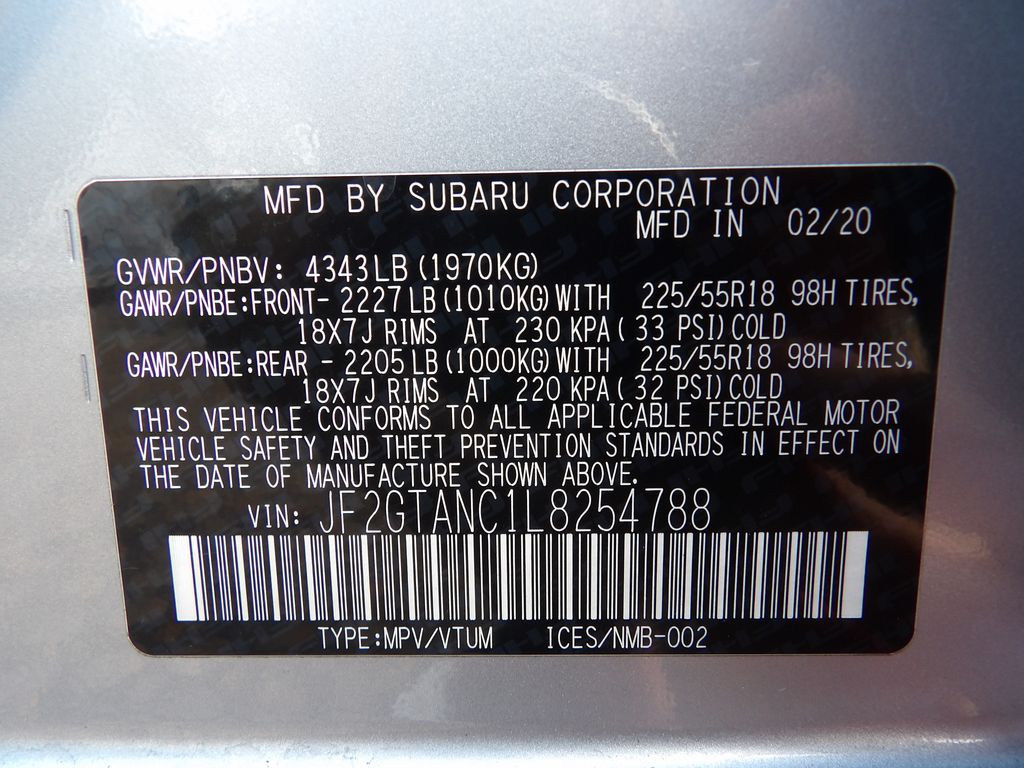 MFD BY SUBARU CORPORATION
MFD IN 02/20
GVWR/PNBV: 4343LB (1970KG)
GAWR/PNBE:FRONT- 2227 LB (1010KG) WITH 225/55R18 98H TIRES,
18X7J RIMS AT 230 KPA ( 33 PSI) COLD
GAWR/PNBE:REAR - 2205 LB (1000KG) WITH 225/55R18 98H TIRES,
18X7J RIMS AT 220 KPA ( 32 PSI) COLD
THIS VEHICLE CONFORMS TO ALL APPLICABLE FEDERAL MOTOR
VEHICLE SAFETY AND THEFT PREVENTION STANDARDS IN EFFECT ON
THE DATE OF MANUFACTURE SHOWN ABOVE.
VIN: JF2GTANC1L8254788
TYPE:MPV/VTUM ICES/NMB-002